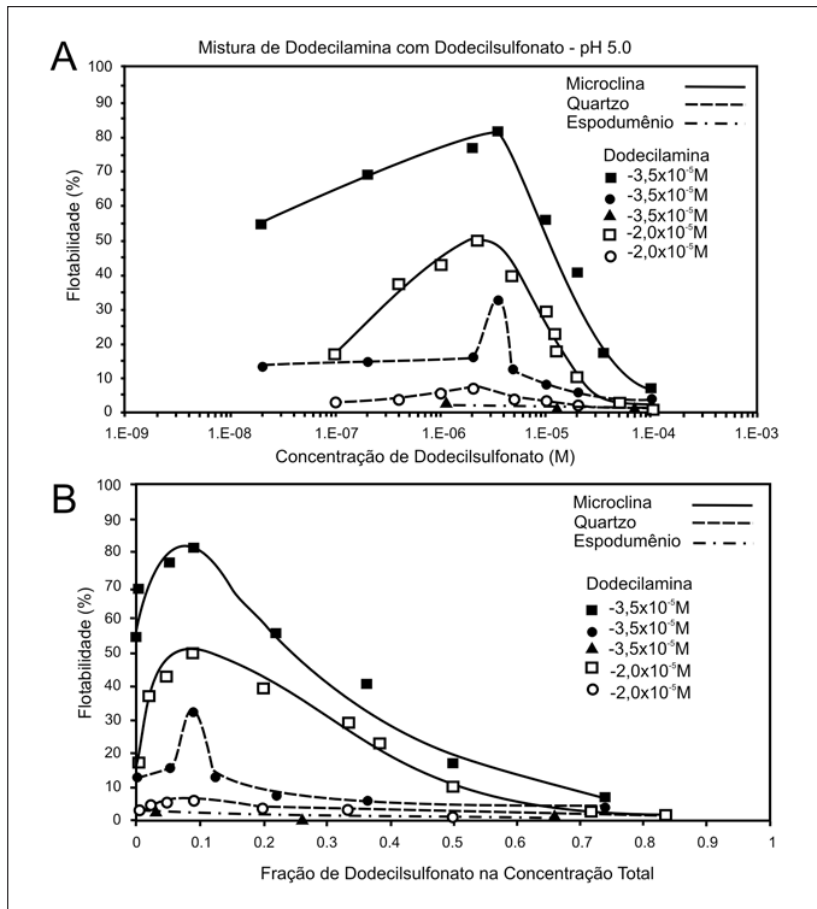 A
Mistura de Dodecilamina com Dodecilsulfonato - pH 5.0
100
90
80
70
60
50
40
30
20
10
0
Flotabilidade (%)
Microclina
Quartzo
Espodumênio
Dodecilamina
-3,5x10⁻⁵M
-3,5x10⁻⁵M
-3,5x10⁻⁵M
-2,0x10⁻⁵M
-2,0x10⁻⁵M
1.E-09 1.E-08 1.E-07 1.E-06 1.E-05 1.E-04 1.E-03
Concentração de Dodecilsulfonato (M)
B
100
90
80
70
60
50
40
30
20
10
0
Flotabilidade (%)
Microclina
Quartzo
Espodumênio
Dodecilamina
-3,5x10⁻⁵M
-3,5x10⁻⁵M
-3,5x10⁻⁵M
-2,0x10⁻⁵M
-2,0x10⁻⁵M
0 0.1 0.2 0.3 0.4 0.5 0.6 0.7 0.8 0.9 1
Fração de Dodecilsulfonato na Concentração Total